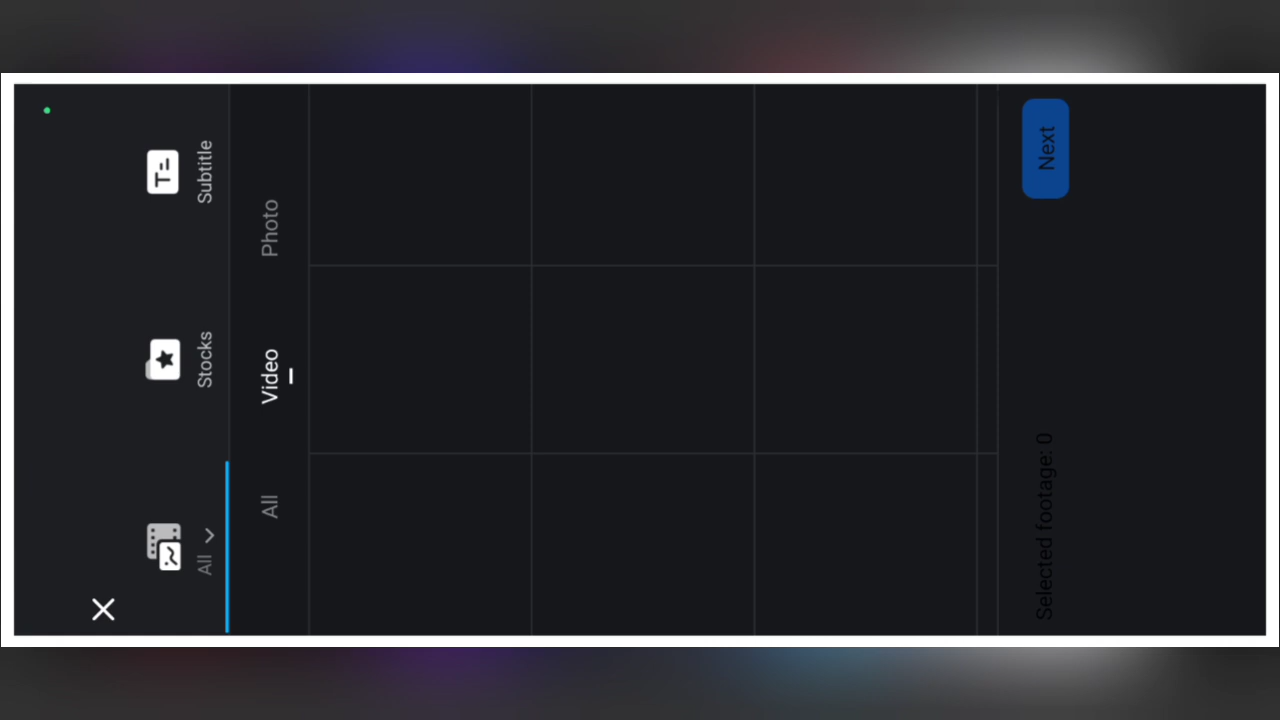 All
Stocks
Subtitle
All
Video
Photo
Selected footage: 0
Next